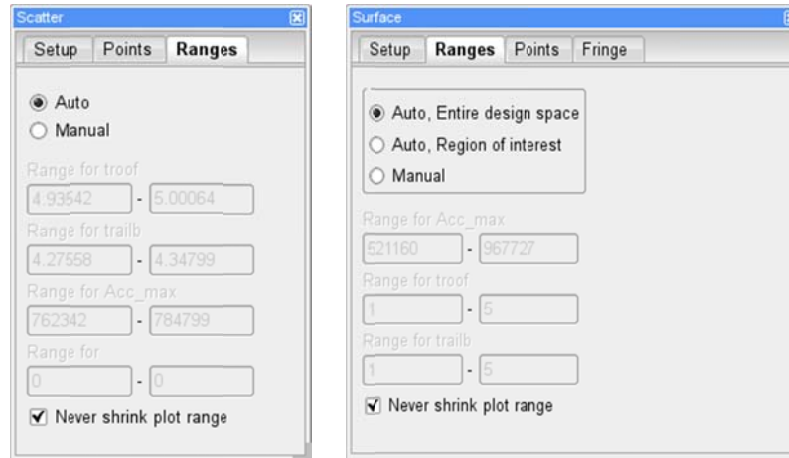 Scatter
Setup Points Ranges
Auto
Manual
Range for troof
4.93542 - 5.00064
Range for trailb
4.27558 - 4.34799
Range for Acc_max
762342 - 784799
Range for
0 - 0
Never shrink plot range
Surface
Setup Ranges Points Fringe
Auto, Entire design space
Auto, Region of interest
Manual
Range for Acc_max
521160 - 967727
Range for troof
1 - 5
Range for trailb
1 - 5
Never shrink plot range